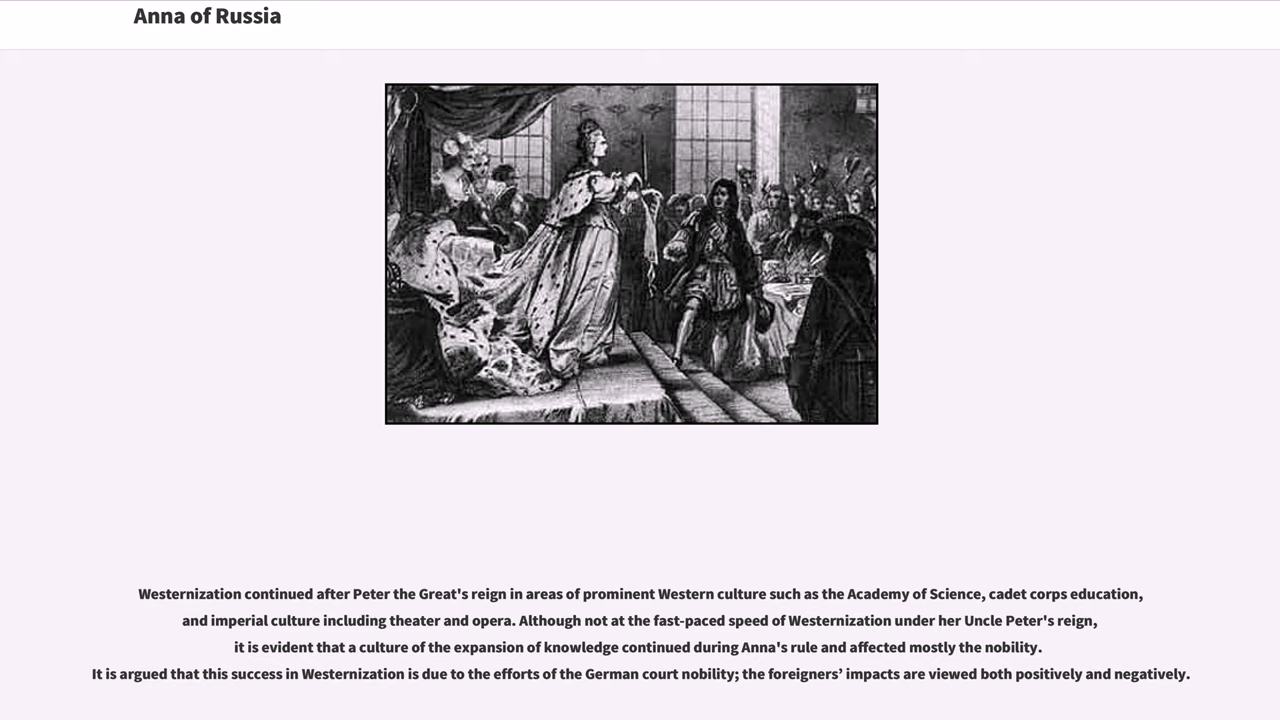 Anna of Russia
Westernization continued after Peter the Great's reign in areas of prominent Western culture such as the Academy of Science, cadet corps education,
and imperial culture including theater and opera. Although not at the fast-paced speed of Westernization under her Uncle Peter's reign,
it is evident that a culture of the expansion of knowledge continued during Anna's rule and affected mostly the nobility.
It is argued that this success in Westernization is due to the efforts of the German court nobility; the foreigners’ impacts are viewed both positively and negatively.